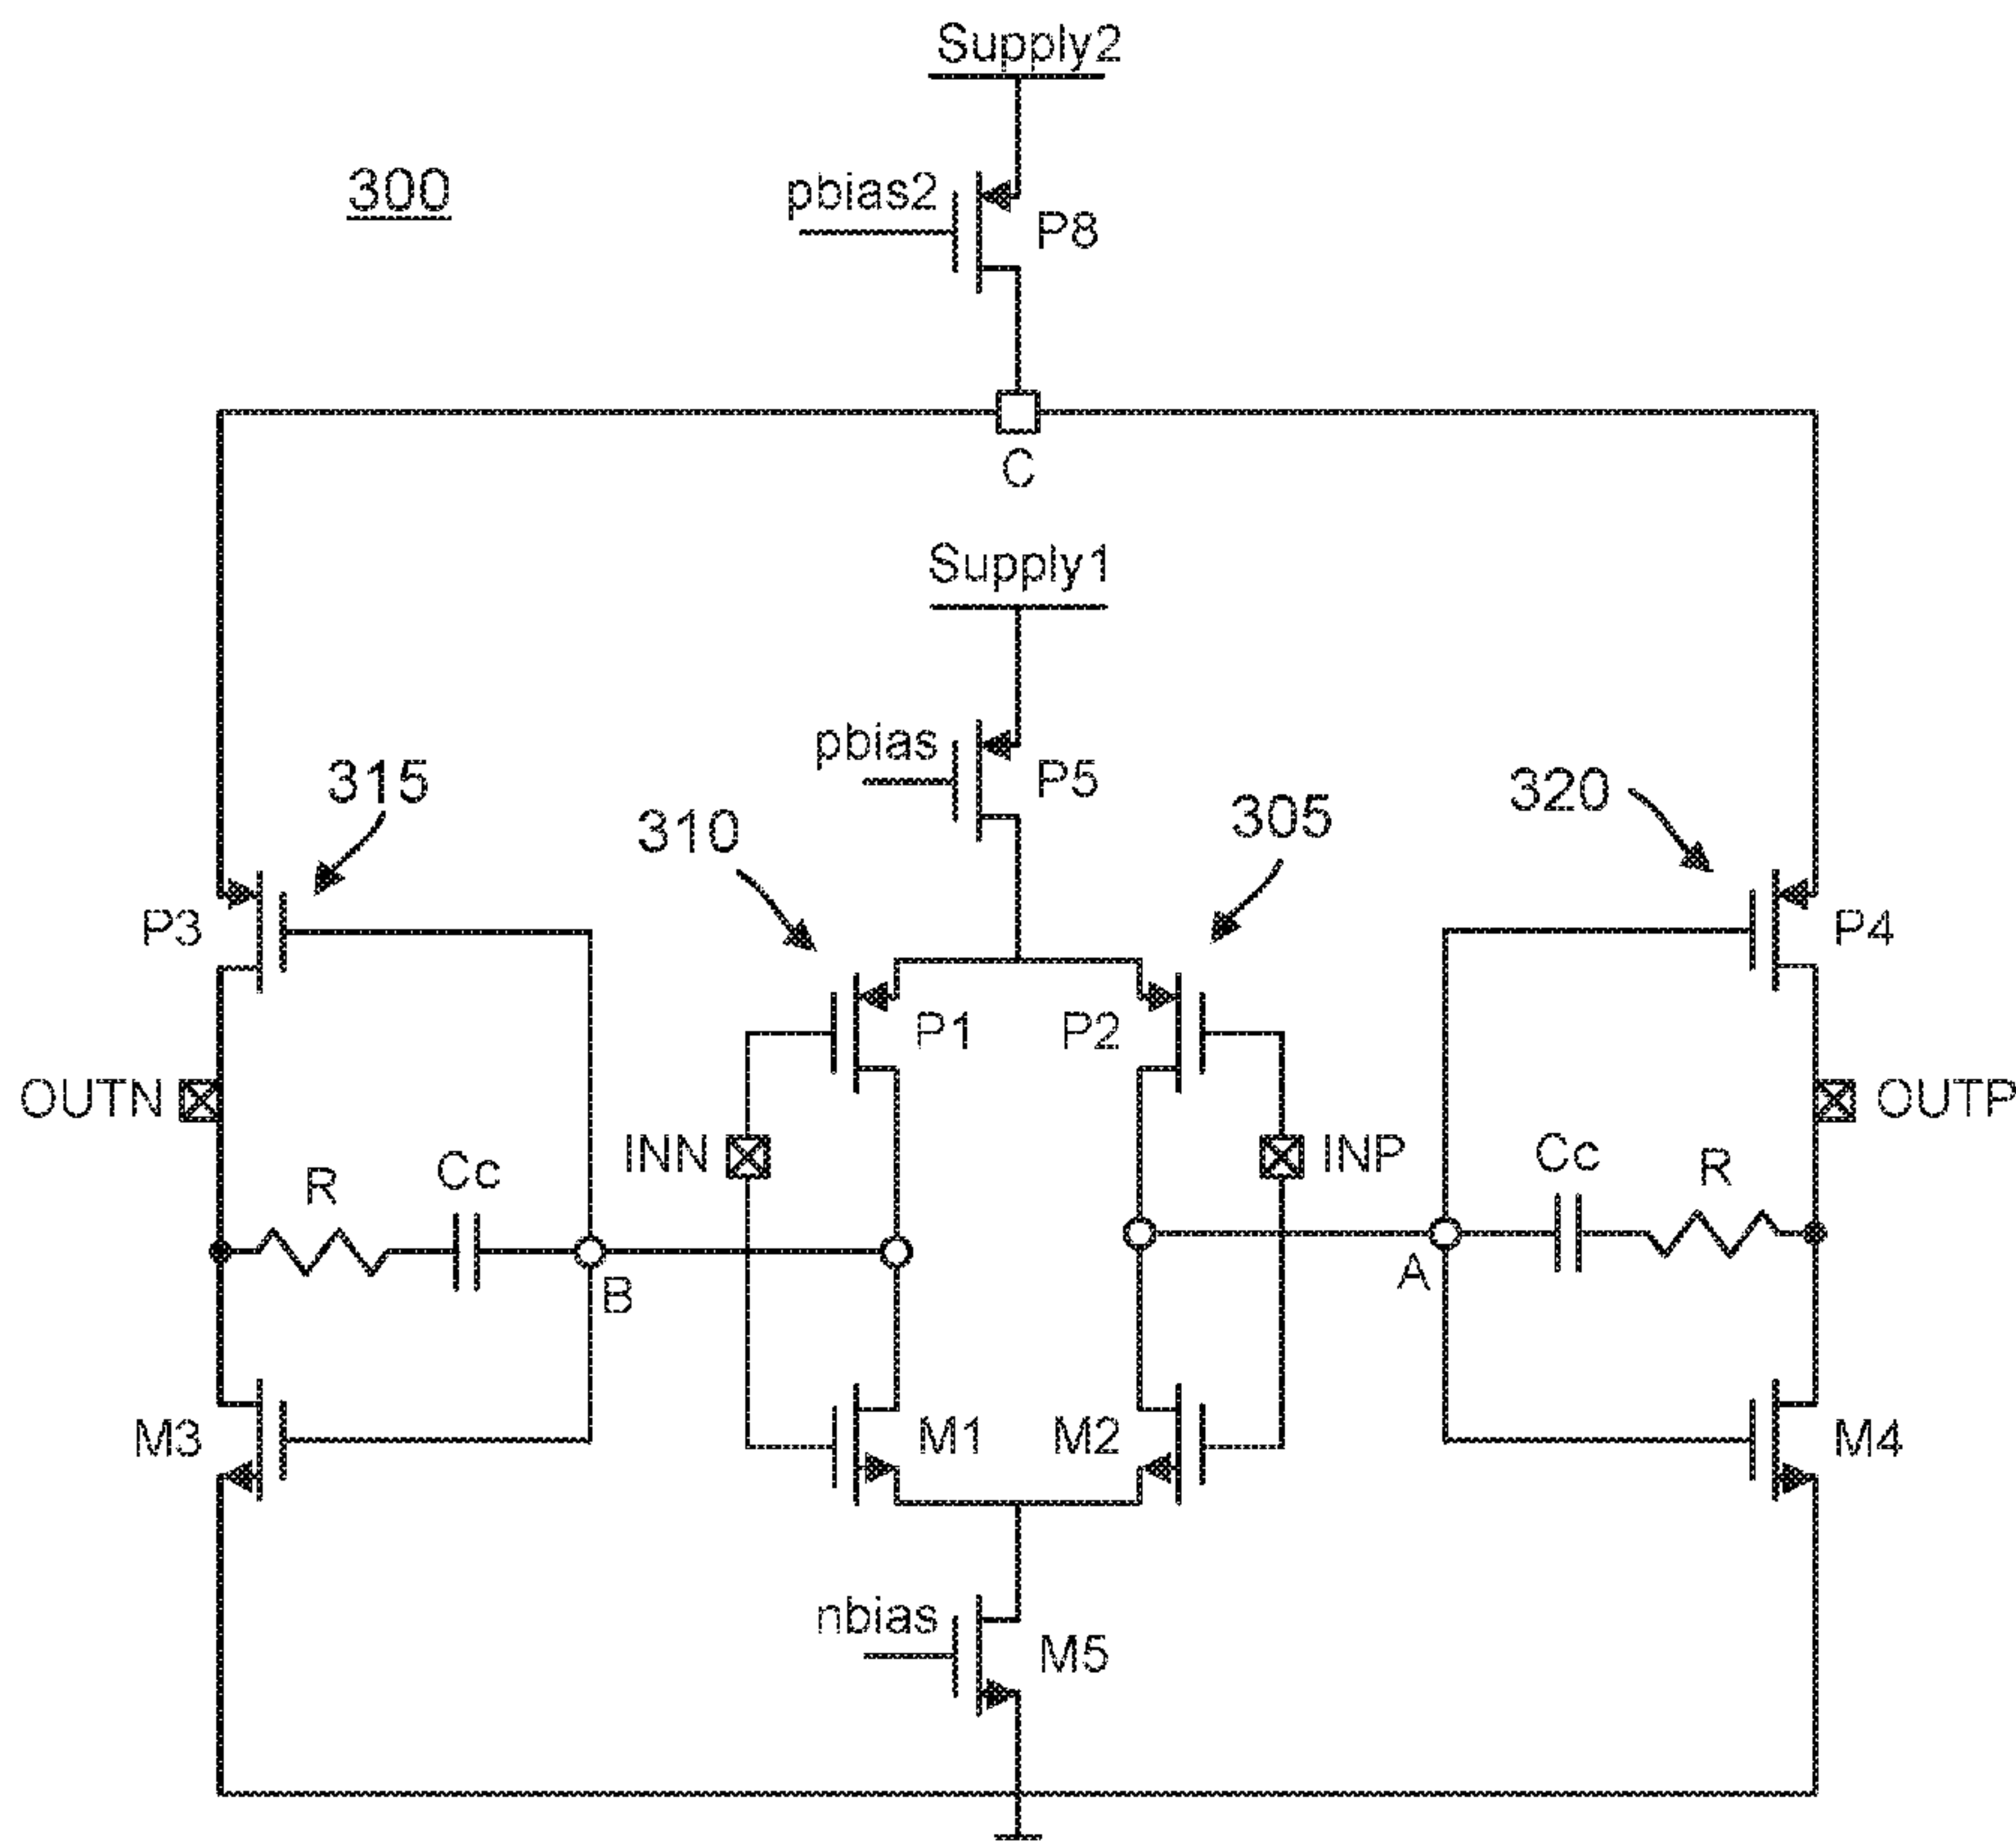 Supply2
300
pbias2
P8
C
Supply1
pbias
P5
315
310
305
320
P3
P1
P2
P4
OUTN
INN
INP
OUTP
R
Cc
Cc
R
B
A
M3
M1
M2
M4
nbias
M5